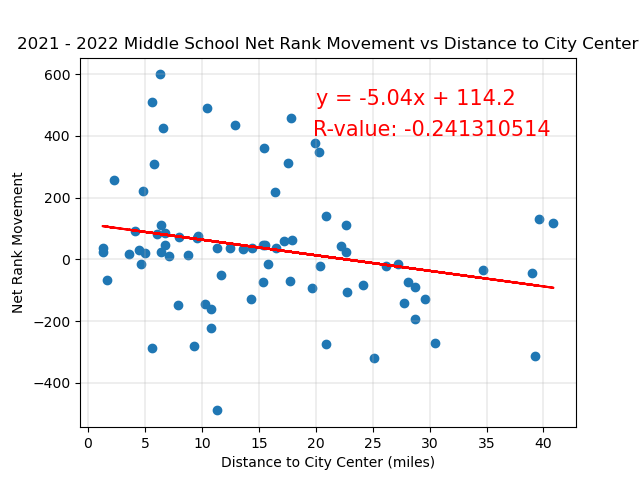 2021 - 2022 Middle School Net Rank Movement vs Distance to City Center
y = -5.04x + 114.2
R-value: -0.241310514
Net Rank Movement
600
400
200
0
−200
−400
0 5 10 15 20 25 30 35 40
Distance to City Center (miles)